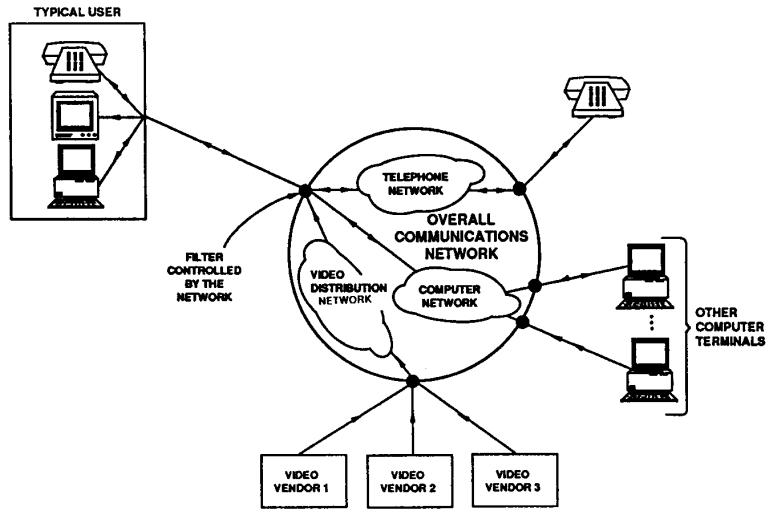 TYPICAL USER
TELEPHONE
NETWORK
OVERALL
COMMUNICATIONS
NETWORK
FILTER
CONTROLLED
BY THE
NETWORK
VIDEO
DISTRIBUTION
NETWORK
COMPUTER
NETWORK
OTHER
COMPUTER
TERMINALS
VIDEO
VENDOR 1
VIDEO
VENDOR 2
VIDEO
VENDOR 3